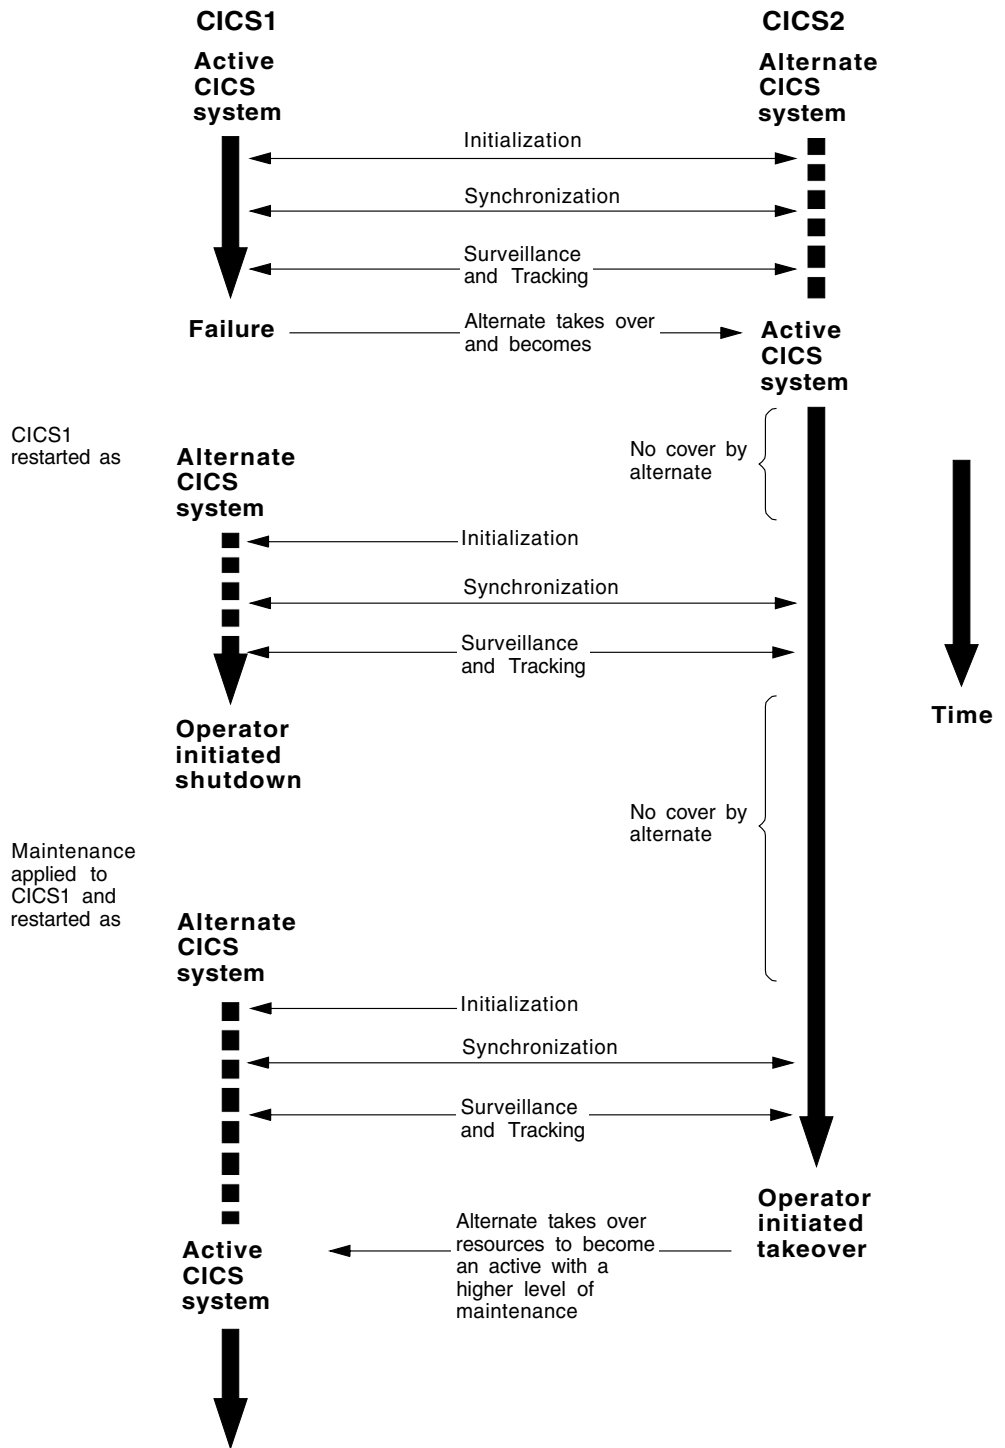 CICS1
CICS2
Active
CICS
system
Alternate
CICS
system
Initialization
Synchronization
Surveillance
and Tracking
Failure
Alternate takes over
and becomes
Active
CICS
system
CICS1
restarted as
Alternate
CICS
system
No cover by
alternate
Initialization
Synchronization
Surveillance
and Tracking
Time
Operator
initiated
shutdown
No cover by
alternate
Maintenance
applied to
CICS1 and
restarted as
Alternate
CICS
system
Initialization
Synchronization
Surveillance
and Tracking
Operator
initiated
takeover
Alternate takes over
resources to become
an active with a
higher level of
maintenance
Active
CICS
system